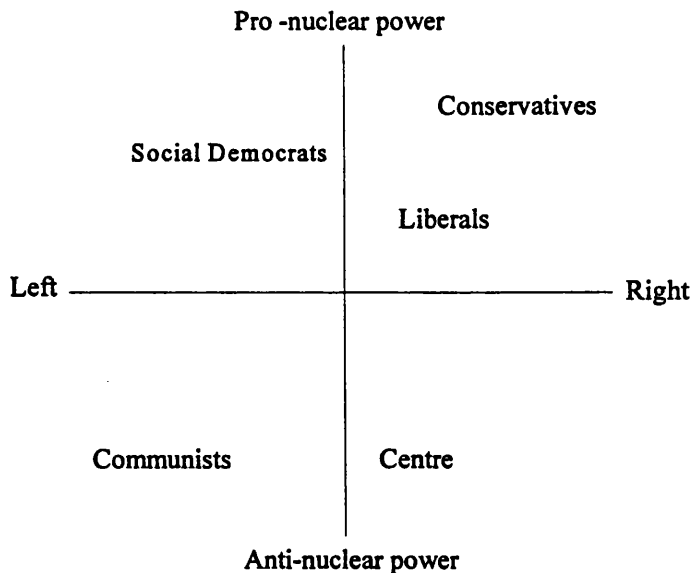 Pro -nuclear power
Conservatives
Social Democrats
Liberals
Left
Right
Communists
Centre
Anti-nuclear power